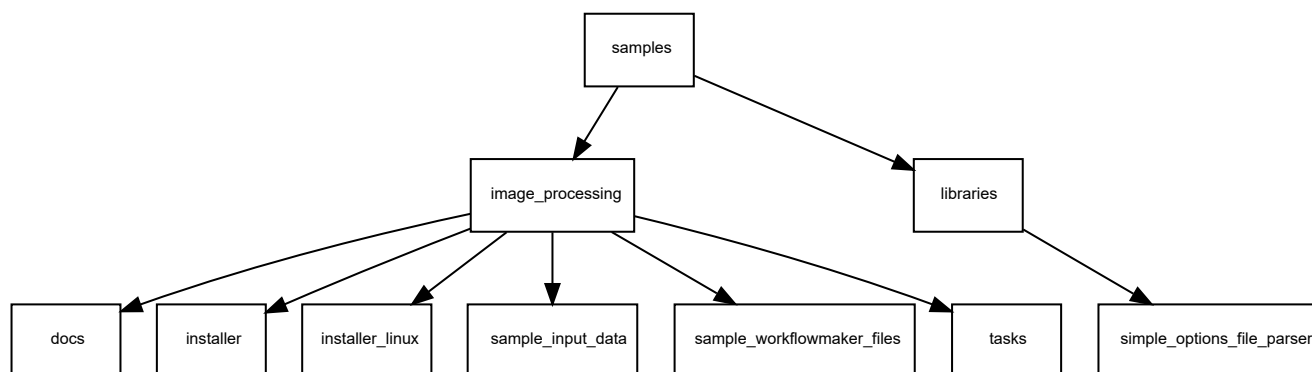 samples
image_processing
libraries
docs
installer
installer_linux
sample_input_data
sample_workflowmaker_files
tasks
simple_options_file_parser